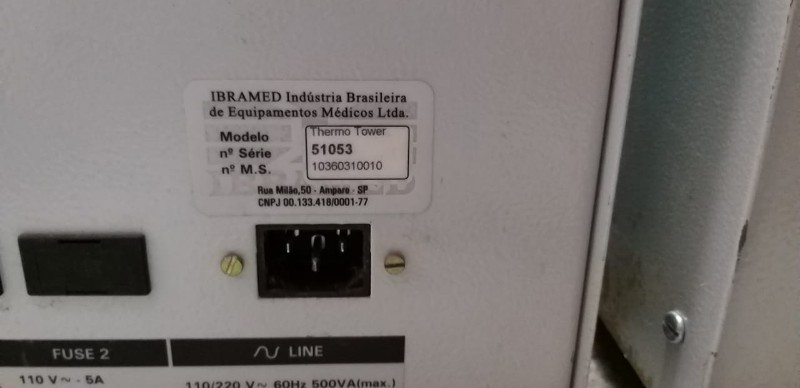 IBRAMED Indústria Brasileira
de Equipamentos Médicos Ltda.
Modelo Thermo Tower
nº Série 51053
nº M.S. 10360310010
Rua Milão,50 - Amparo - SP
CNPJ 00.133.418/0001-77
FUSE 2 LINE
110 V~ - 5A 110/220 V~ 60Hz 500VA(max.)